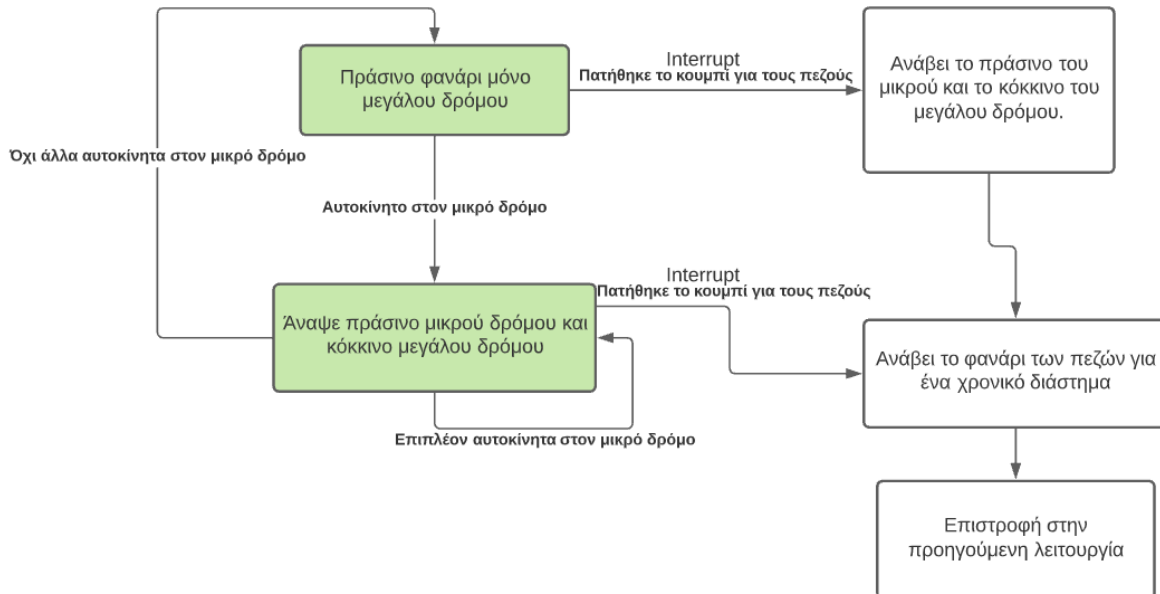 Πράσινο φανάρι μόνο
μεγάλου δρόμου
Interrupt
Πατήθηκε το κουμπί για τους πεζούς
Ανάβει το πράσινο του
μικρού και το κόκκινο του
μεγάλου δρόμου.
Όχι άλλα αυτοκίνητα στον μικρό δρόμο
Αυτοκίνητο στον μικρό δρόμο
Interrupt
Πατήθηκε το κουμπί για τους πεζούς
Άναψε πράσινο μικρού δρόμου και
κόκκινο μεγάλου δρόμου
Ανάβει το φανάρι των πεζών για
ένα χρονικό διάστημα
Επιπλέον αυτοκίνητα στον μικρό δρόμο
Επιστροφή στην
προηγούμενη λειτουργία